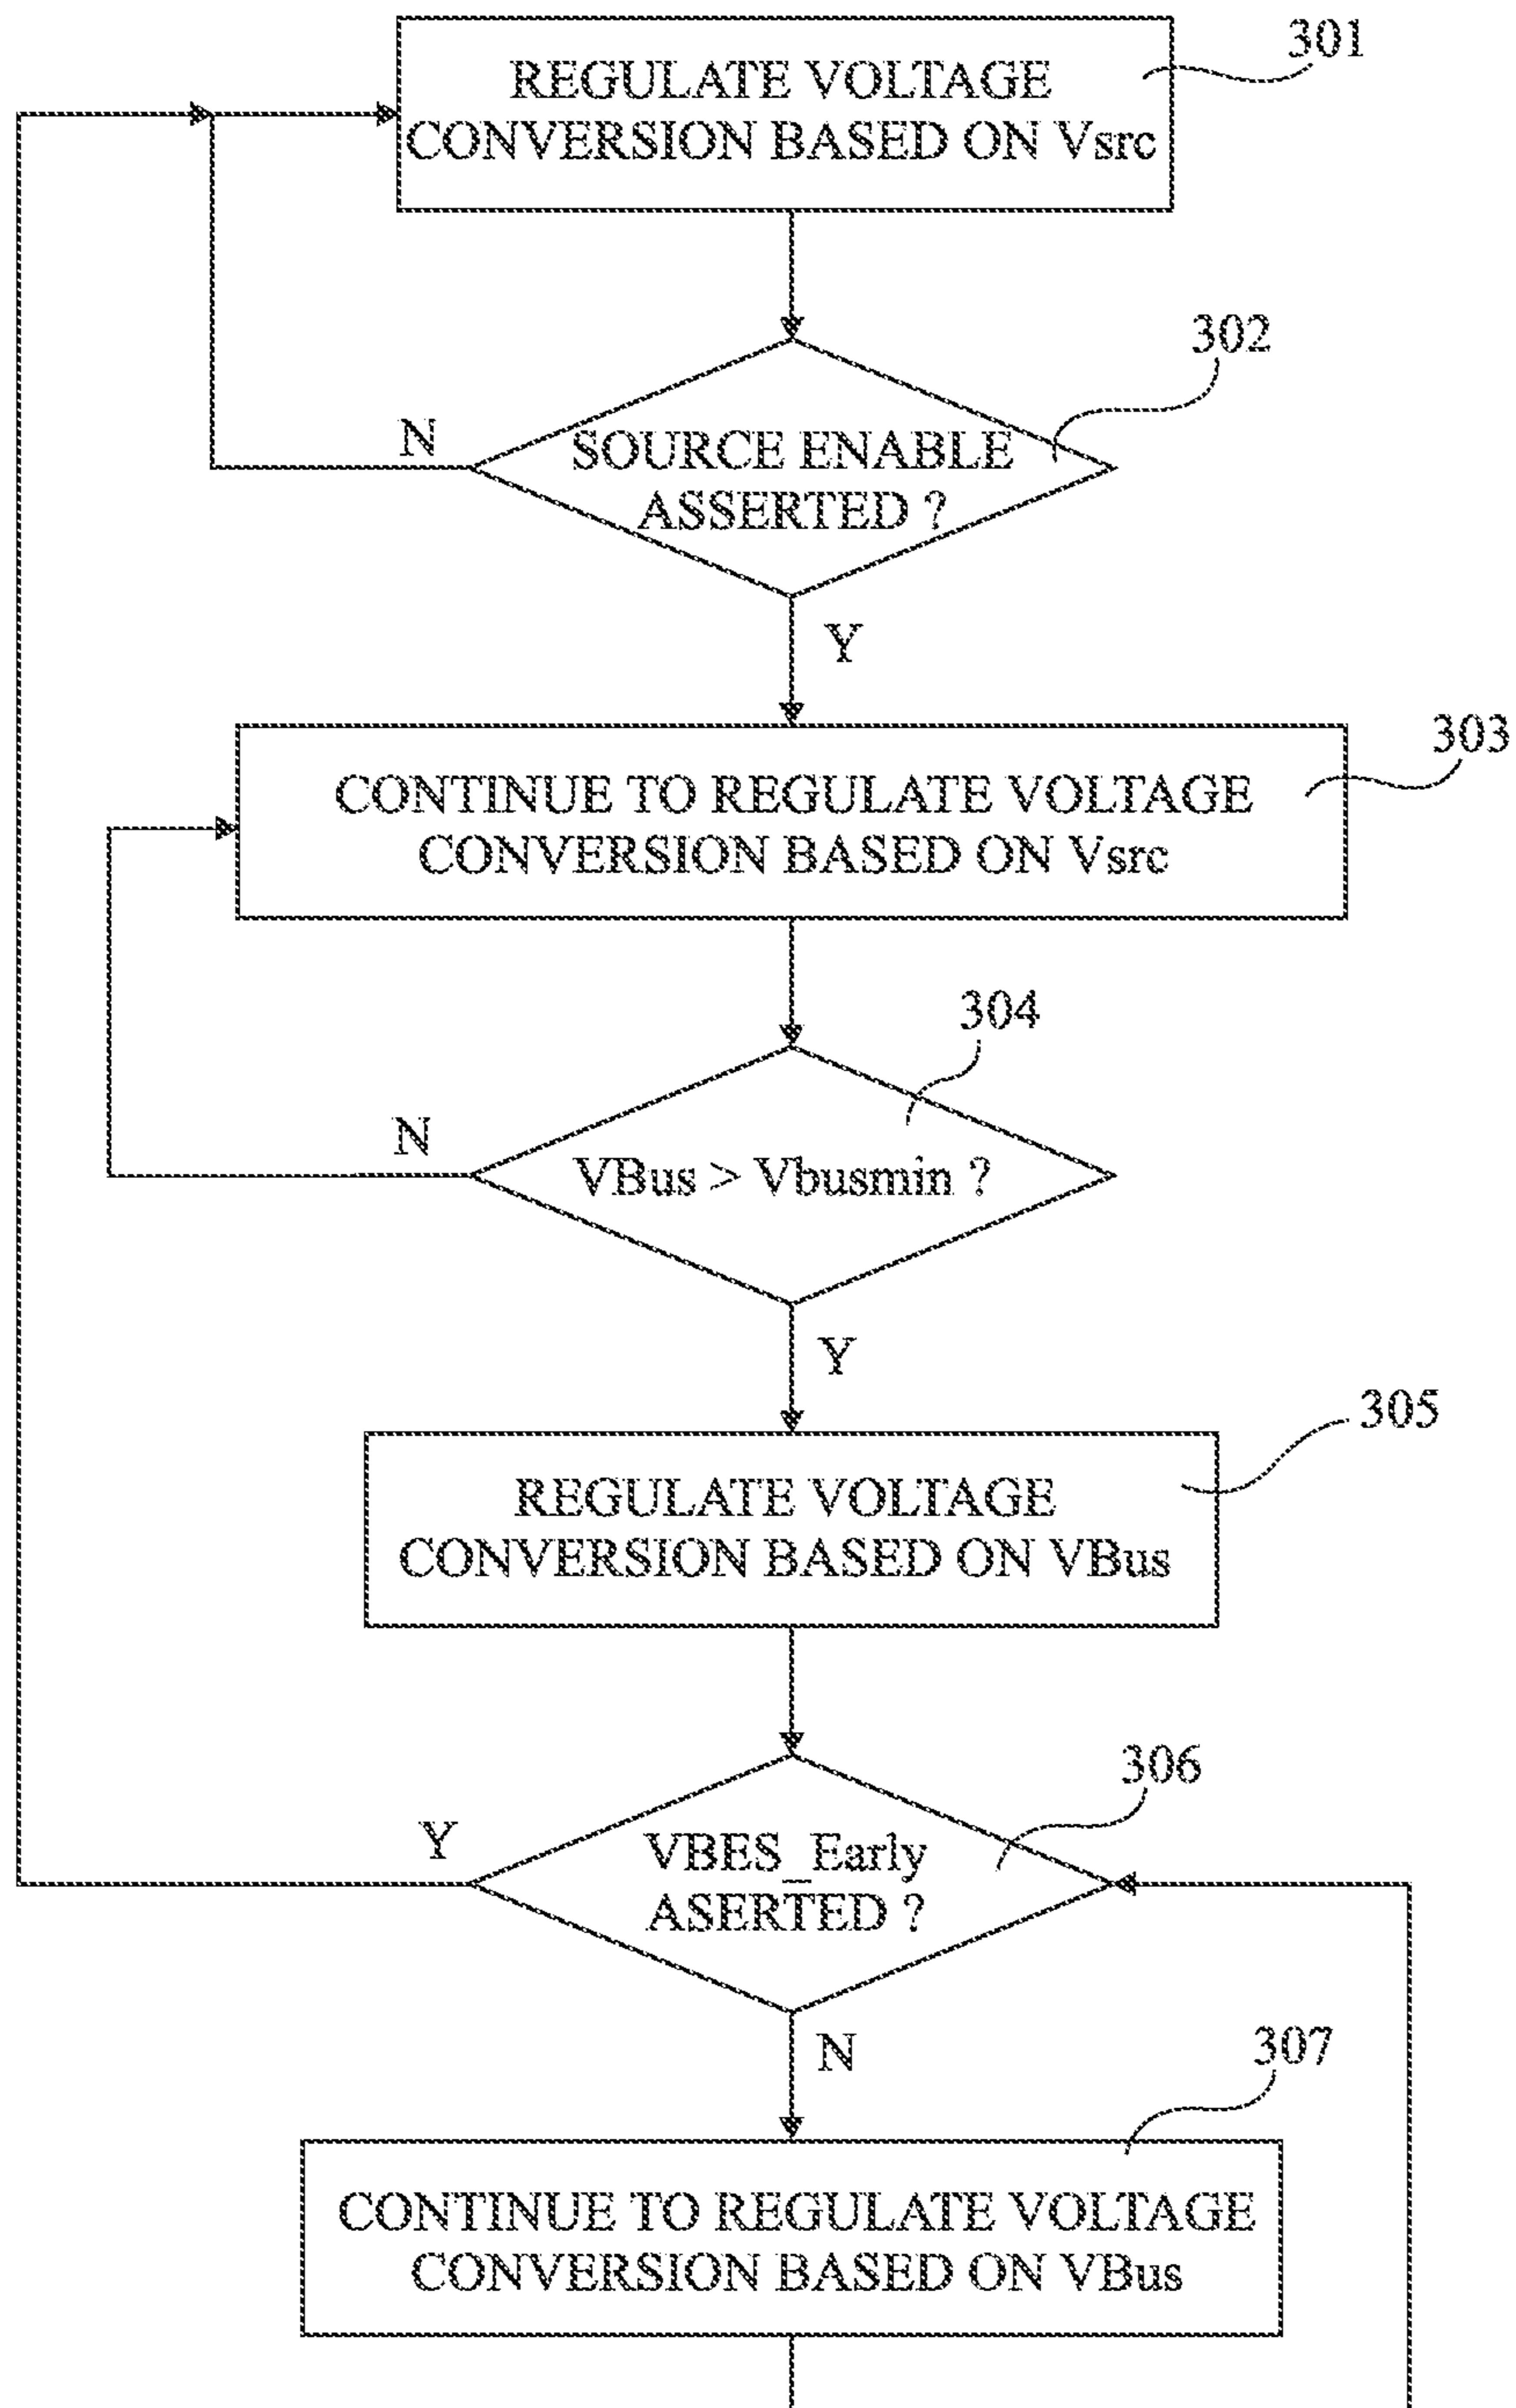 301
REGULATE VOLTAGE
CONVERSION BASED ON Vsrc
302
N
SOURCE ENABLE
ASSERTED ?
Y
303
CONTINUE TO REGULATE VOLTAGE
CONVERSION BASED ON Vsrc
304
N
VBus > Vbusmin ?
Y
305
REGULATE VOLTAGE
CONVERSION BASED ON VBus
306
Y
VBES_Early
ASERTED ?
N
307
CONTINUE TO REGULATE VOLTAGE
CONVERSION BASED ON VBus